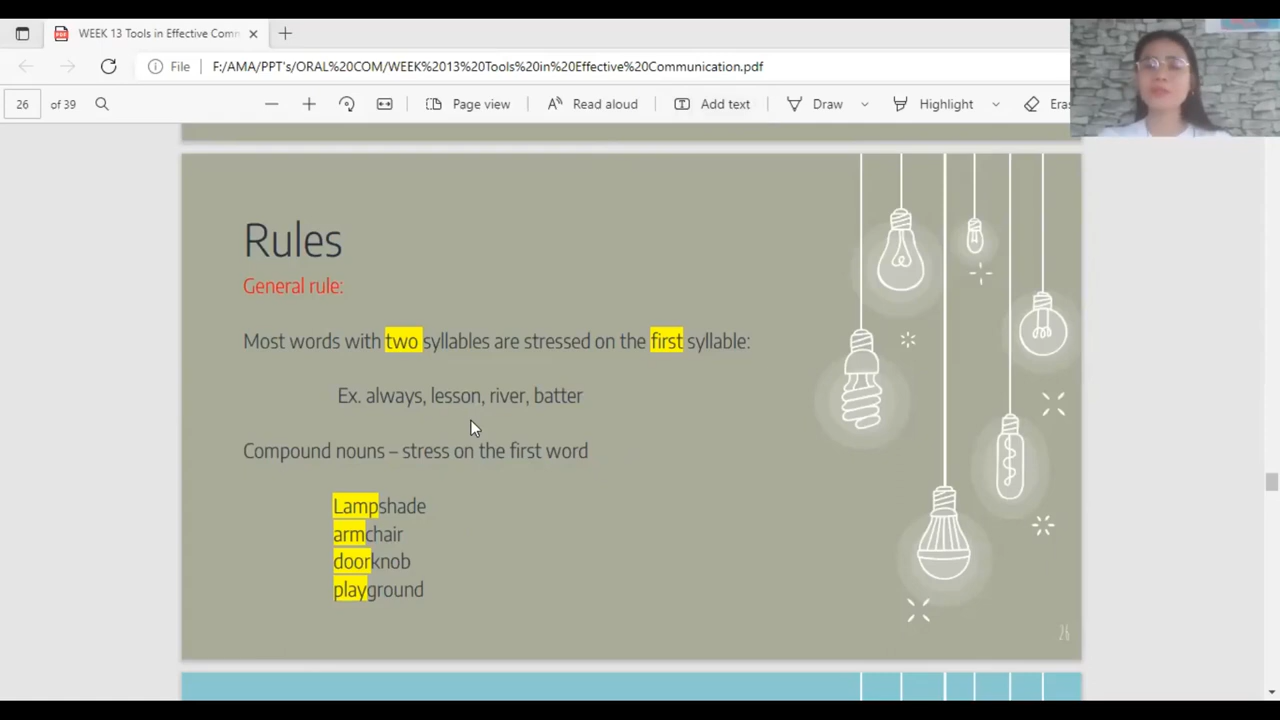 WEEK 13 Tools in Effective Comm
File F:/AMA/PPT's/ORAL%20COM/WEEK%2013%20Tools%20in%20Effective%20Communication.pdf
26 of 39 Page view Read aloud Add text Draw Highlight Eras
Rules
General rule:
Most words with two syllables are stressed on the first syllable:
Ex. always, lesson, river, batter
Compound nouns – stress on the first word
Lampshade
armchair
doorknob
playground
26